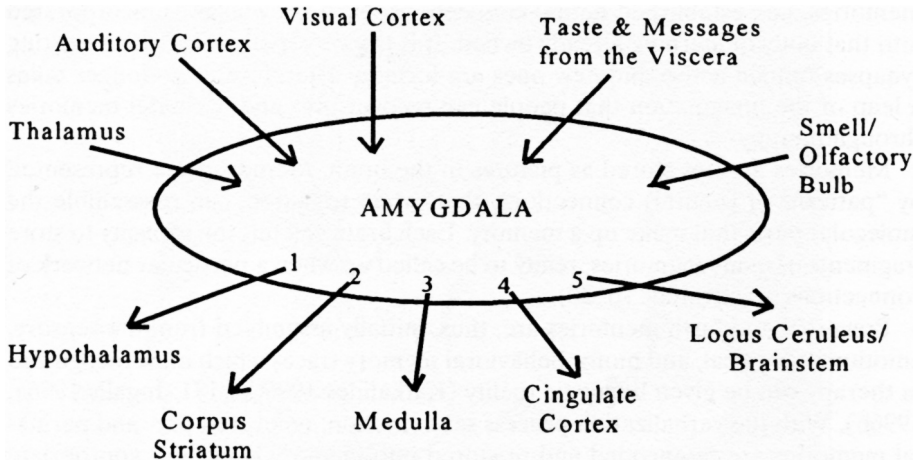 Visual Cortex
Auditory Cortex
Taste & Messages
from the Viscera
Thalamus
Smell/
Olfactory
Bulb
AMYGDALA
1
2
3
4
5
Hypothalamus
Locus Ceruleus/
Brainstem
Corpus
Striatum
Medulla
Cingulate
Cortex